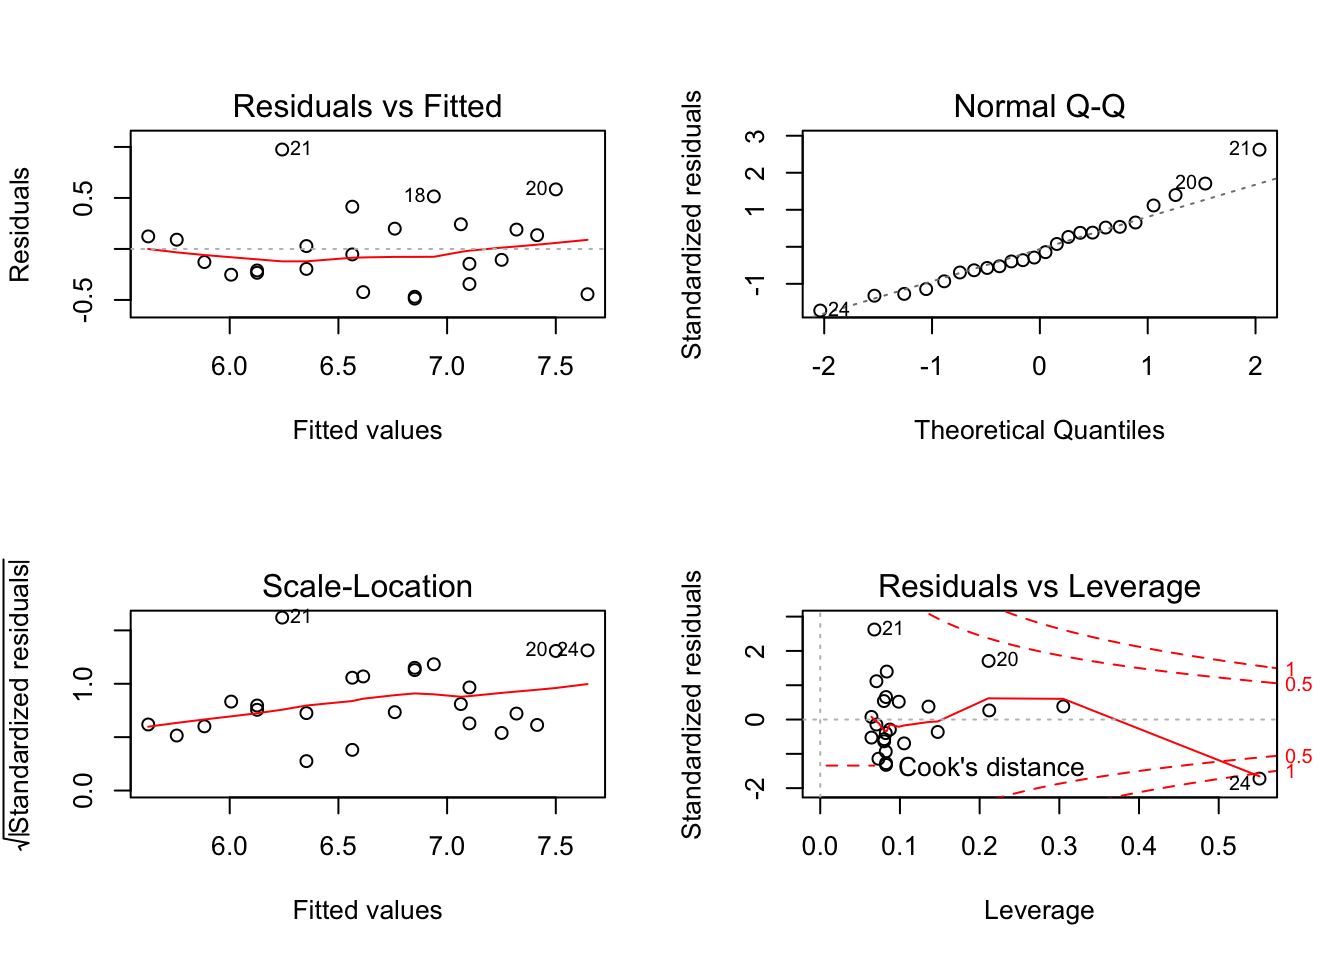 Residuals vs Fitted
Residuals
0.5
-0.5
21
18
20
6.0 6.5 7.0 7.5
Fitted values
Normal Q-Q
Standardized residuals
3
2
1
-1
21
20
24
-2 -1 0 1 2
Theoretical Quantiles
Scale-Location
√|Standardized residuals|
1.0
0.0
21
20 24
6.0 6.5 7.0 7.5
Fitted values
Residuals vs Leverage
Standardized residuals
2
0
-2
21
20
1
0.5
0.5
1
24
Cook's distance
0.0 0.1 0.2 0.3 0.4 0.5
Leverage